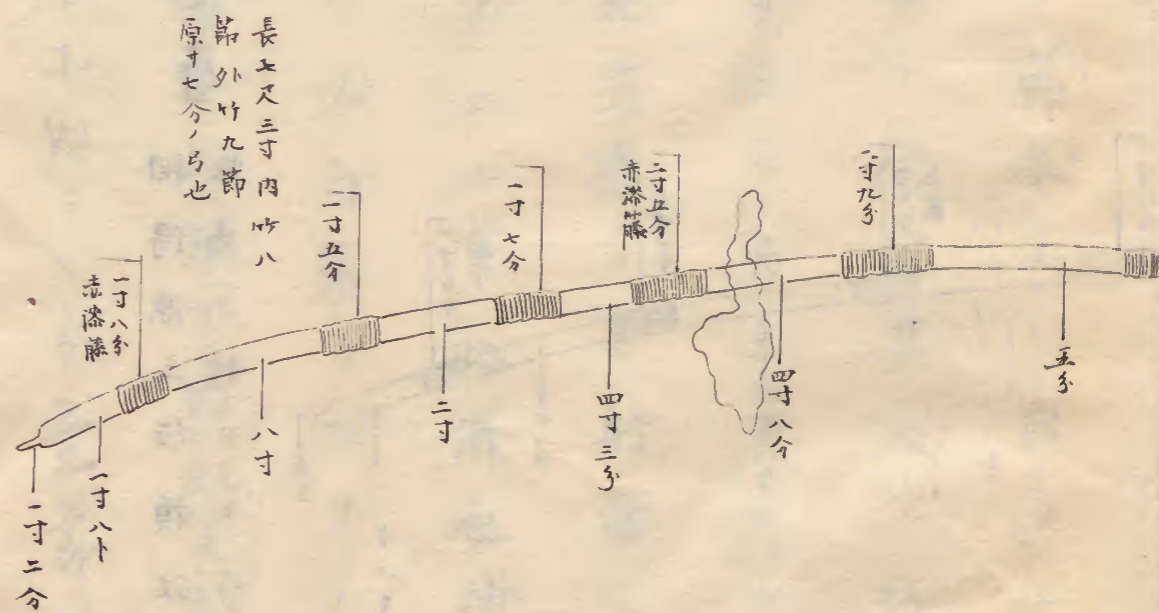 一寸九分
五分
二寸五分
赤漆藤
四寸八分
一寸七分
四寸三分
一寸五分
二寸
長七尺三寸内竹八
節外竹九節
原寸七分ノ弓也
一寸八分
赤漆藤
八寸
一寸八卜
一寸二分